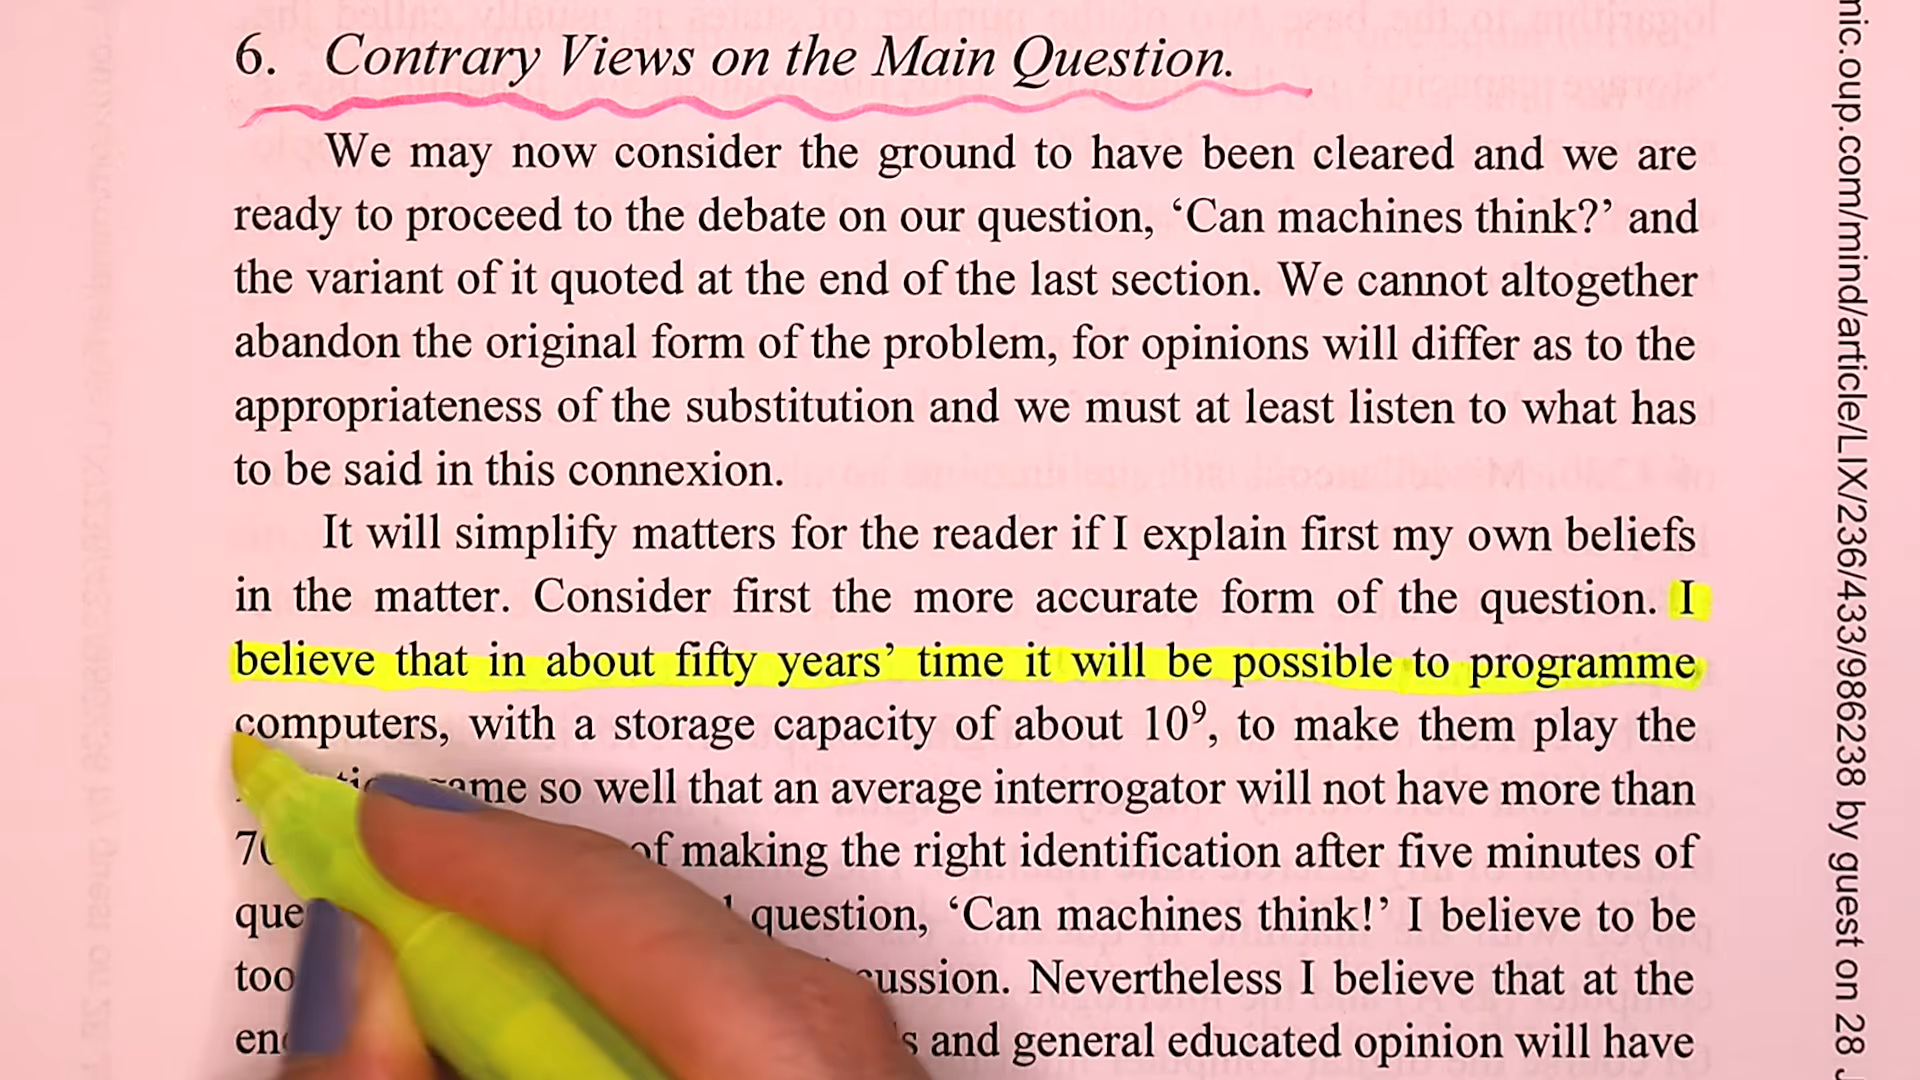 6. Contrary Views on the Main Question.
We may now consider the ground to have been cleared and we are
ready to proceed to the debate on our question, ‘Can machines think?’ and
the variant of it quoted at the end of the last section. We cannot altogether
abandon the original form of the problem, for opinions will differ as to the
appropriateness of the substitution and we must at least listen to what has
to be said in this connexion.
It will simplify matters for the reader if I explain first my own beliefs
in the matter. Consider first the more accurate form of the question. I
believe that in about fifty years’ time it will be possible to programme
computers, with a storage capacity of about 10⁹, to make them play the
so well that an average interrogator will not have more than
of making the right identification after five minutes of
question, ‘Can machines think!’ I believe to be
Nevertheless I believe that at the
and general educated opinion will have
mic.oup.com/mind/article/LIX/236/433/986238 by guest on 28